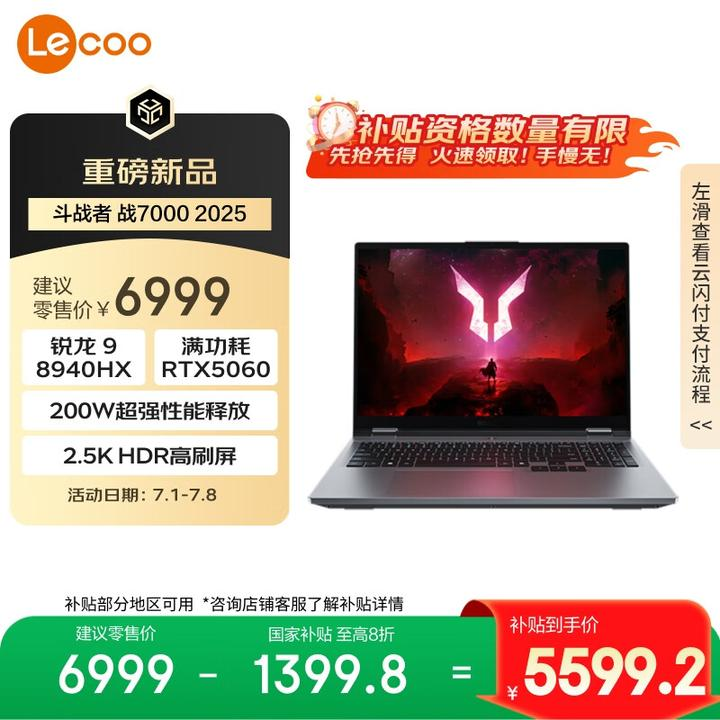 Lecoo
补贴资格数量有限
先抢先得 火速领取！手慢无！
重磅新品
斗战者 战7000 2025
建议
零售价￥6999
锐龙 9
8940HX
满功耗
RTX5060
200W超强性能释放
2.5K HDR高刷屏
活动日期：7.1-7.8
左滑查看云闪付支付流程
<<
补贴部分地区可用 *咨询店铺客服了解补贴详情
建议零售价
6999
-
国家补贴 至高8折
1399.8
=
补贴到手价
￥5599.2